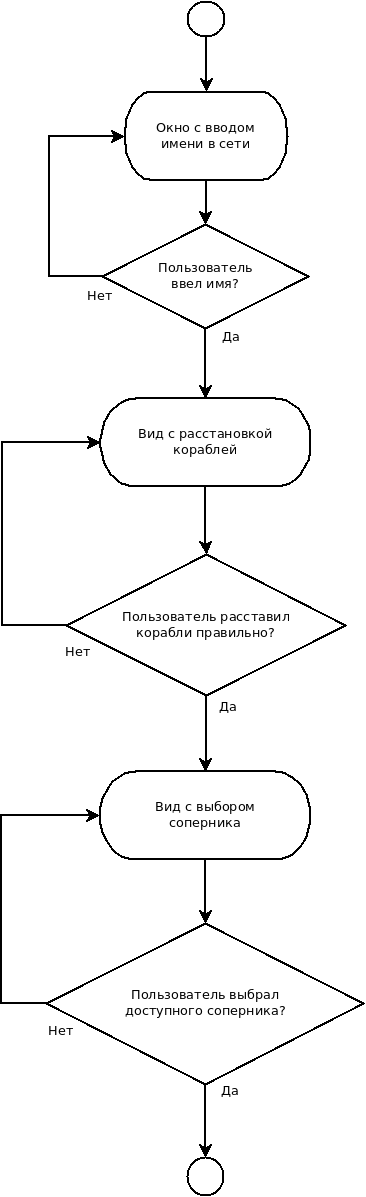 Окно с вводом
имени в сети
Пользователь
ввел имя?
Нет
Да
Вид с расстановкой
кораблей
Пользователь расставил
корабли правильно?
Нет
Да
Вид с выбором
соперника
Пользователь выбрал
доступного соперника?
Нет
Да